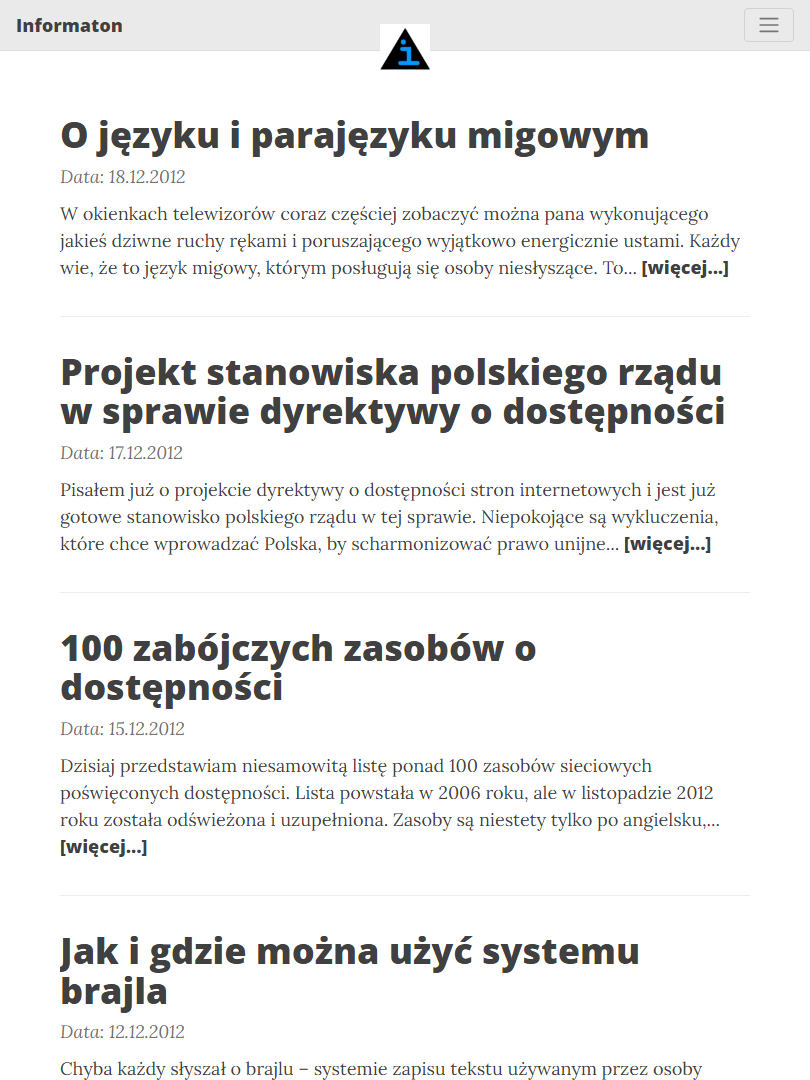 Informaton
i
O języku i parajęzyku migowym
Data: 18.12.2012
W okienkach telewizorów coraz częściej zobaczyć można pana wykonującego
jakieś dziwne ruchy rękami i poruszającego wyjątkowo energicznie ustami. Każdy
wie, że to język migowy, którym posługują się osoby niesłyszące. To... [więcej...]
Projekt stanowiska polskiego rządu
w sprawie dyrektywy o dostępności
Data: 17.12.2012
Pisałem już o projekcie dyrektywy o dostępności stron internetowych i jest już
gotowe stanowisko polskiego rządu w tej sprawie. Niepokojące są wykluczenia,
które chce wprowadzać Polska, by scharmonizować prawo unijne... [więcej...]
100 zabójczych zasobów o
dostępności
Data: 15.12.2012
Dzisiaj przedstawiam niesamowitą listę ponad 100 zasobów sieciowych
poświęconych dostępności. Lista powstała w 2006 roku, ale w listopadzie 2012
roku została odświeżona i uzupełniona. Zasoby są niestety tylko po angielsku,...
[więcej...]
Jak i gdzie można użyć systemu
brajla
Data: 12.12.2012
Chyba każdy słyszał o brajlu – systemie zapisu tekstu używanym przez osoby